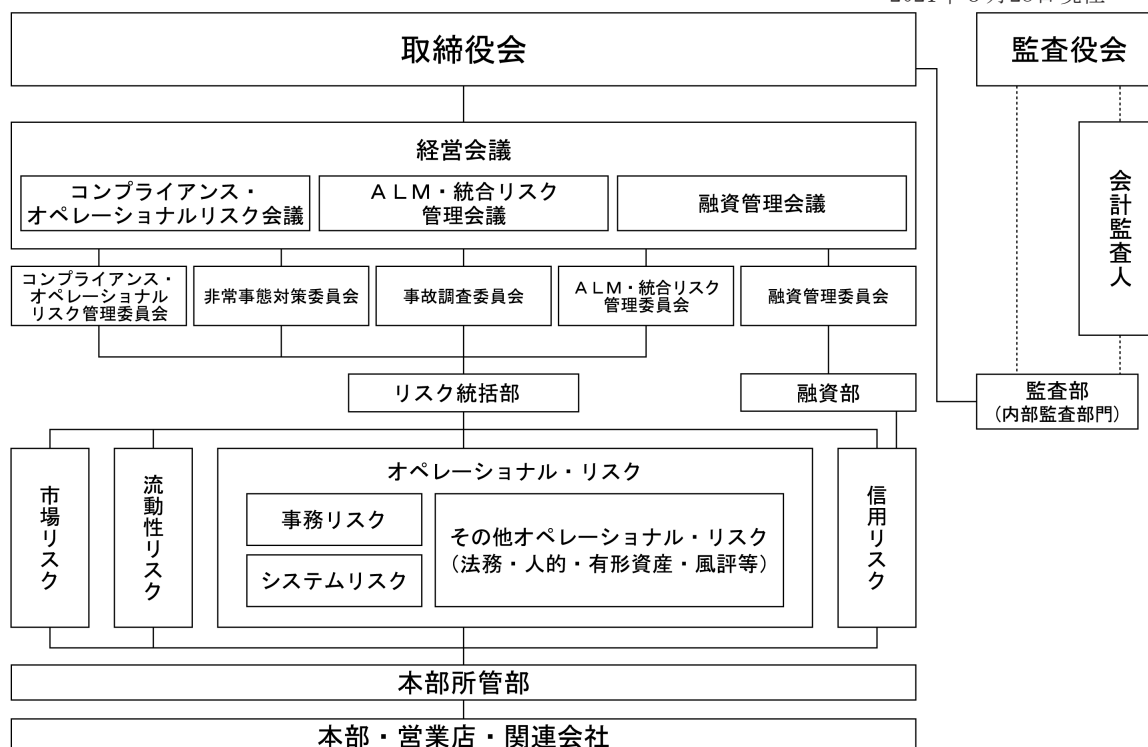 取締役会
監査役会
経営会議
コンプライアンス・
オペレーショナルリスク会議
ALM・統合リスク
管理会議
融資管理会議
会計監査人
コンプライアンス・
オペレーショナル
リスク管理委員会
非常事態対策委員会
事故調査委員会
ALM・統合リスク
管理委員会
融資管理委員会
リスク統括部
融資部
監査部
(内部監査部門)
市場リスク
流動性リスク
オペレーショナル・リスク
事務リスク
システムリスク
その他オペレーショナル・リスク
(法務・人的・有形資産・風評等)
信用リスク
本部所管部
本部・営業店・関連会社